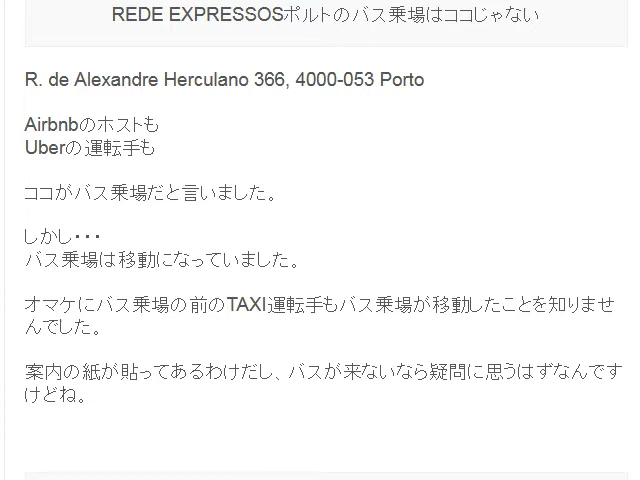 REDE EXPRESSOSポルトのバス乗場はココじゃない
R. de Alexandre Herculano 366, 4000-053 Porto
Airbnbのホストも
Uberの運転手も
ココがバス乗場だと言いました。
しかし・・・
バス乗場は移動になっていました。
オマケにバス乗場の前のTAXI運転手もバス乗場が移動したことを知りませ
んでした。
案内の紙が貼ってあるわけだし、バスが来ないなら疑問に思うはずなんです
けどね。